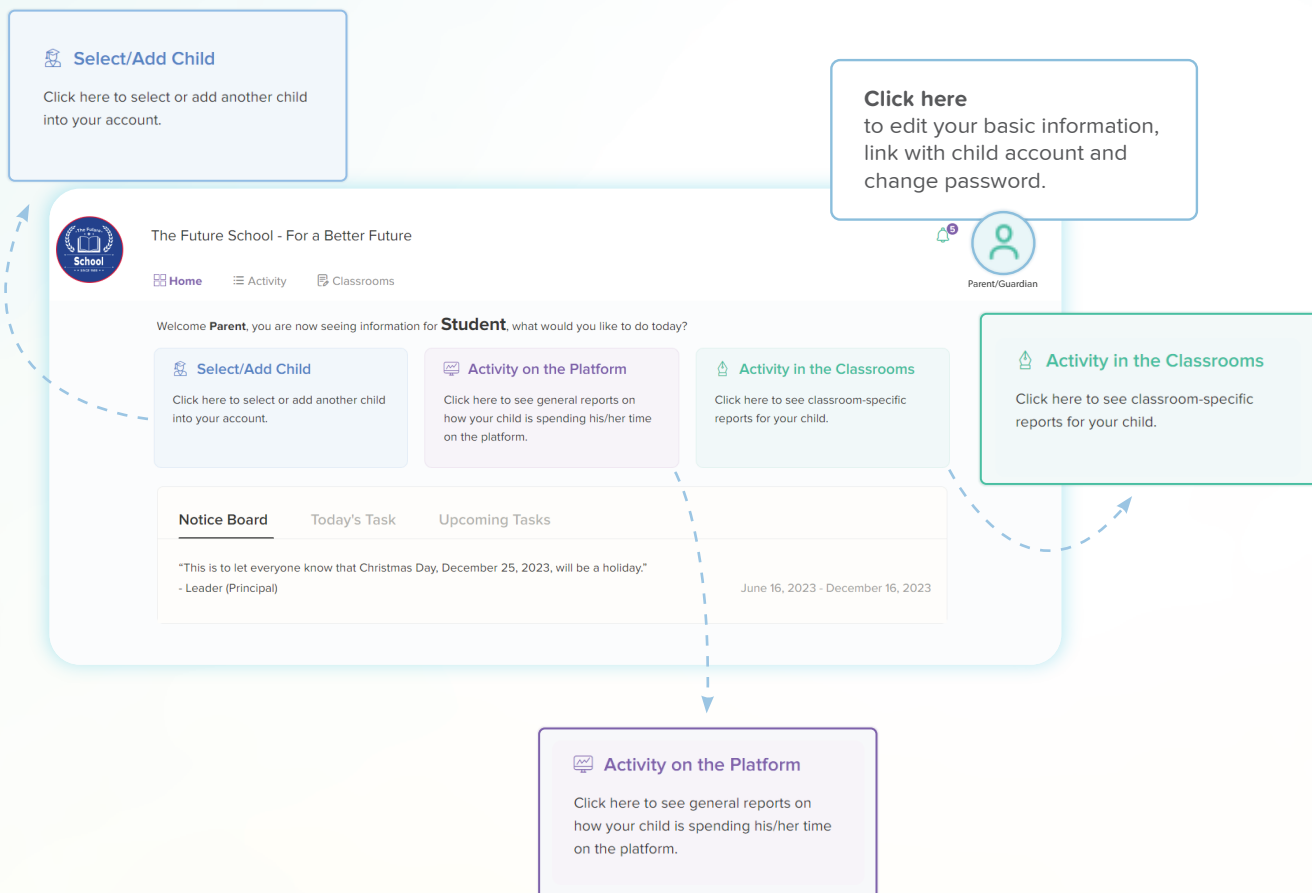 Select/Add Child
Click here to select or add another child
into your account.
Click here
to edit your basic information,
link with child account and
change password.
The Future
School
SINCE 1989
The Future School - For a Better Future
5
Parent/Guardian
Home
Activity
Classrooms
Welcome Parent, you are now seeing information for Student, what would you like to do today?
Select/Add Child
Click here to select or add another child
into your account.
Activity on the Platform
Click here to see general reports on
how your child is spending his/her time
on the platform.
Activity in the Classrooms
Click here to see classroom-specific
reports for your child.
Activity in the Classrooms
Click here to see classroom-specific
reports for your child.
Notice Board
Today's Task
Upcoming Tasks
“This is to let everyone know that Christmas Day, December 25, 2023, will be a holiday.”
- Leader (Principal)
June 16, 2023 - December 16, 2023
Activity on the Platform
Click here to see general reports on
how your child is spending his/her time
on the platform.